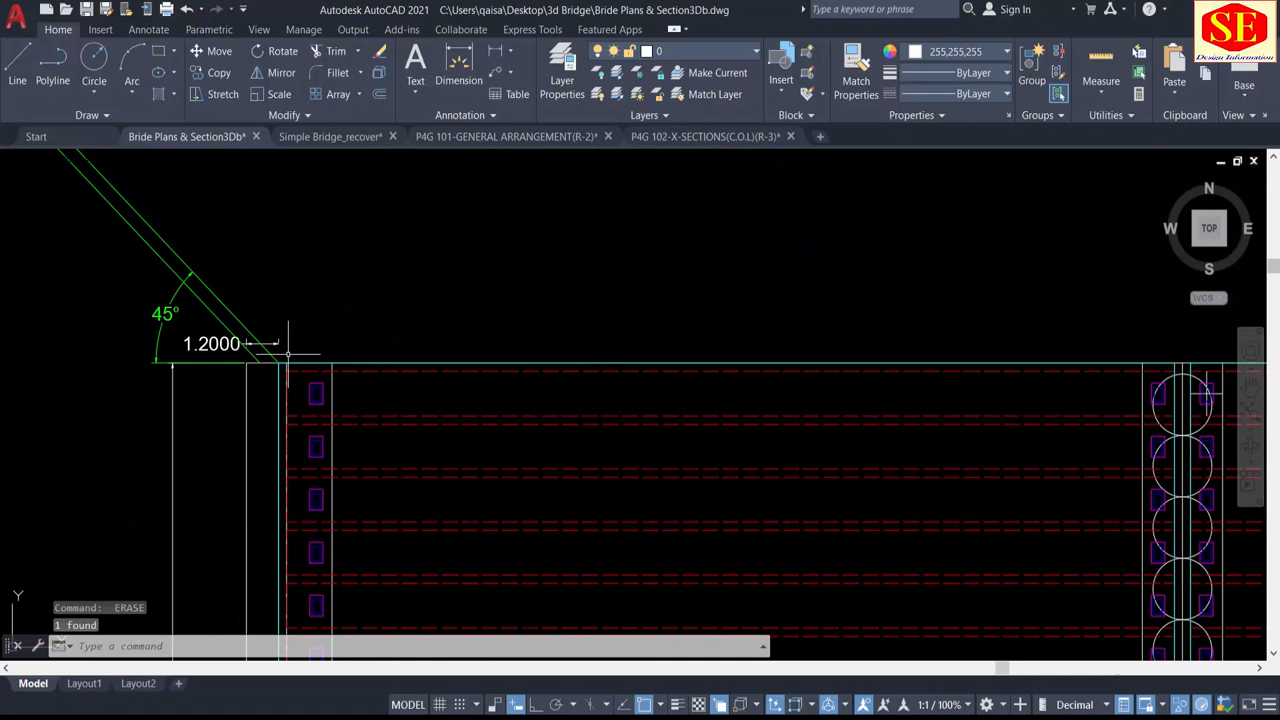 Autodesk AutoCAD 2021 C:\Users\qaisa\Desktop\3d Bridge\Bride Plans & Section3Db.dwg
Type a keyword or phrase
Sign In
SE
Design Information
Home Insert Annotate Parametric View Manage Output Add-ins Collaborate Express Tools Featured Apps
Line Polyline Circle Arc
Move Rotate Trim
Copy Mirror Fillet
Stretch Scale Array
Text Dimension Table
Layer Properties
0
Make Current
Match Layer
Insert
Match Properties
255,255,255
ByLayer
ByLayer
Group Measure Paste Base
Draw Modify Annotation Layers Block Properties Groups Utilities Clipboard View
Start Bride Plans & Section3Db* Simple Bridge_recover* P4G 101-GENERAL ARRANGEMENT(R-2)* P4G 102-X-SECTIONS(C.O.L)(R-3)*
N
W TOP E
S
WCS
45°
1.2000
Y
Command: ERASE
1 found
Type a command
Model Layout1 Layout2
MODEL 1:1 / 100% Decimal